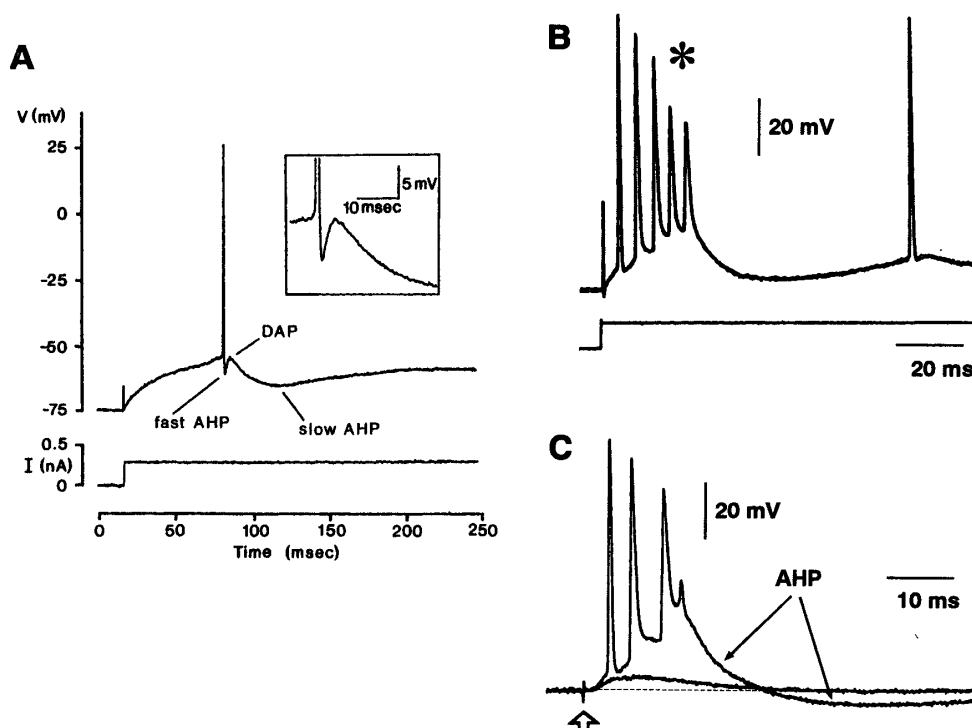 A
V (mV)
25
0
-25
-50
-75
5 mV
10 msec
DAP
fast AHP
slow AHP
0.5
I (nA)
0
0 50 100 150 200 250
Time (msec)
B
*
20 mV
20 ms
C
20 mV
AHP
10 ms